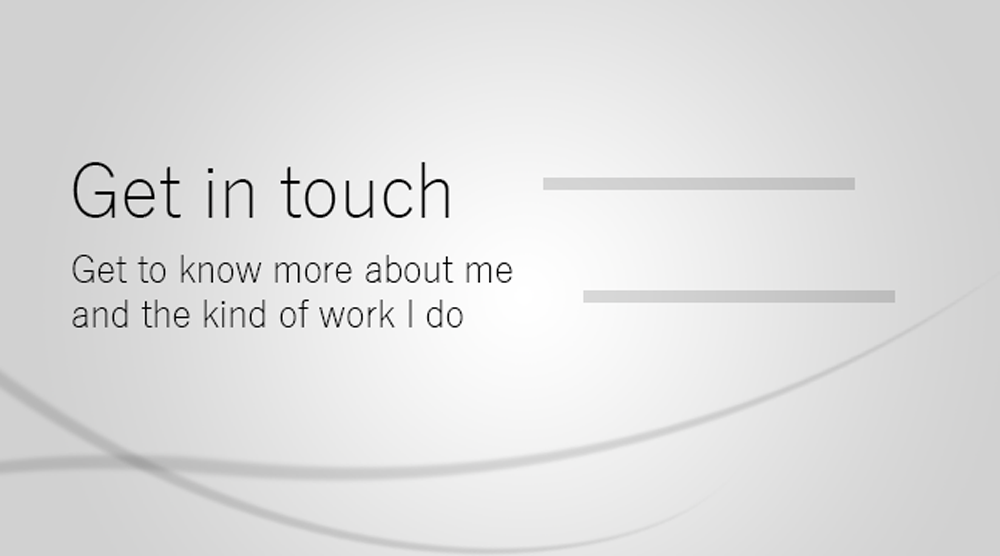 Get in touch
Get to know more about me
and the kind of work I do